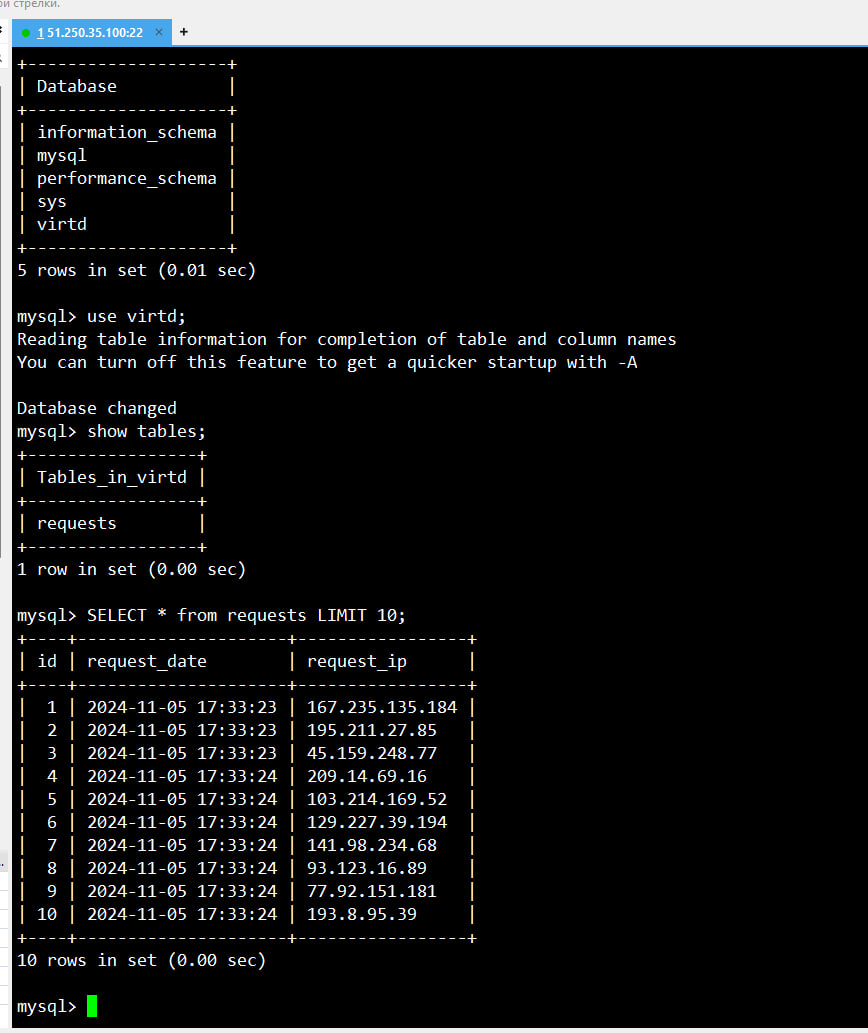 ой стрелки.
1 51.250.35.100:22 × +
+--------------------+
| Database           |
+--------------------+
| information_schema |
| mysql              |
| performance_schema |
| sys                |
| virtd              |
+--------------------+
5 rows in set (0.01 sec)
mysql> use virtd;
Reading table information for completion of table and column names
You can turn off this feature to get a quicker startup with -A
Database changed
mysql> show tables;
+-----------------+
| Tables_in_virtd |
+-----------------+
| requests        |
+-----------------+
1 row in set (0.00 sec)
mysql> SELECT * from requests LIMIT 10;
+----+---------------------+-----------------+
| id | request_date        | request_ip      |
+----+---------------------+-----------------+
|  1 | 2024-11-05 17:33:23 | 167.235.135.184 |
|  2 | 2024-11-05 17:33:23 | 195.211.27.85   |
|  3 | 2024-11-05 17:33:23 | 45.159.248.77   |
|  4 | 2024-11-05 17:33:24 | 209.14.69.16    |
|  5 | 2024-11-05 17:33:24 | 103.214.169.52  |
|  6 | 2024-11-05 17:33:24 | 129.227.39.194  |
|  7 | 2024-11-05 17:33:24 | 141.98.234.68   |
|  8 | 2024-11-05 17:33:24 | 93.123.16.89    |
|  9 | 2024-11-05 17:33:24 | 77.92.151.181   |
| 10 | 2024-11-05 17:33:24 | 193.8.95.39     |
+----+---------------------+-----------------+
10 rows in set (0.00 sec)
mysql>